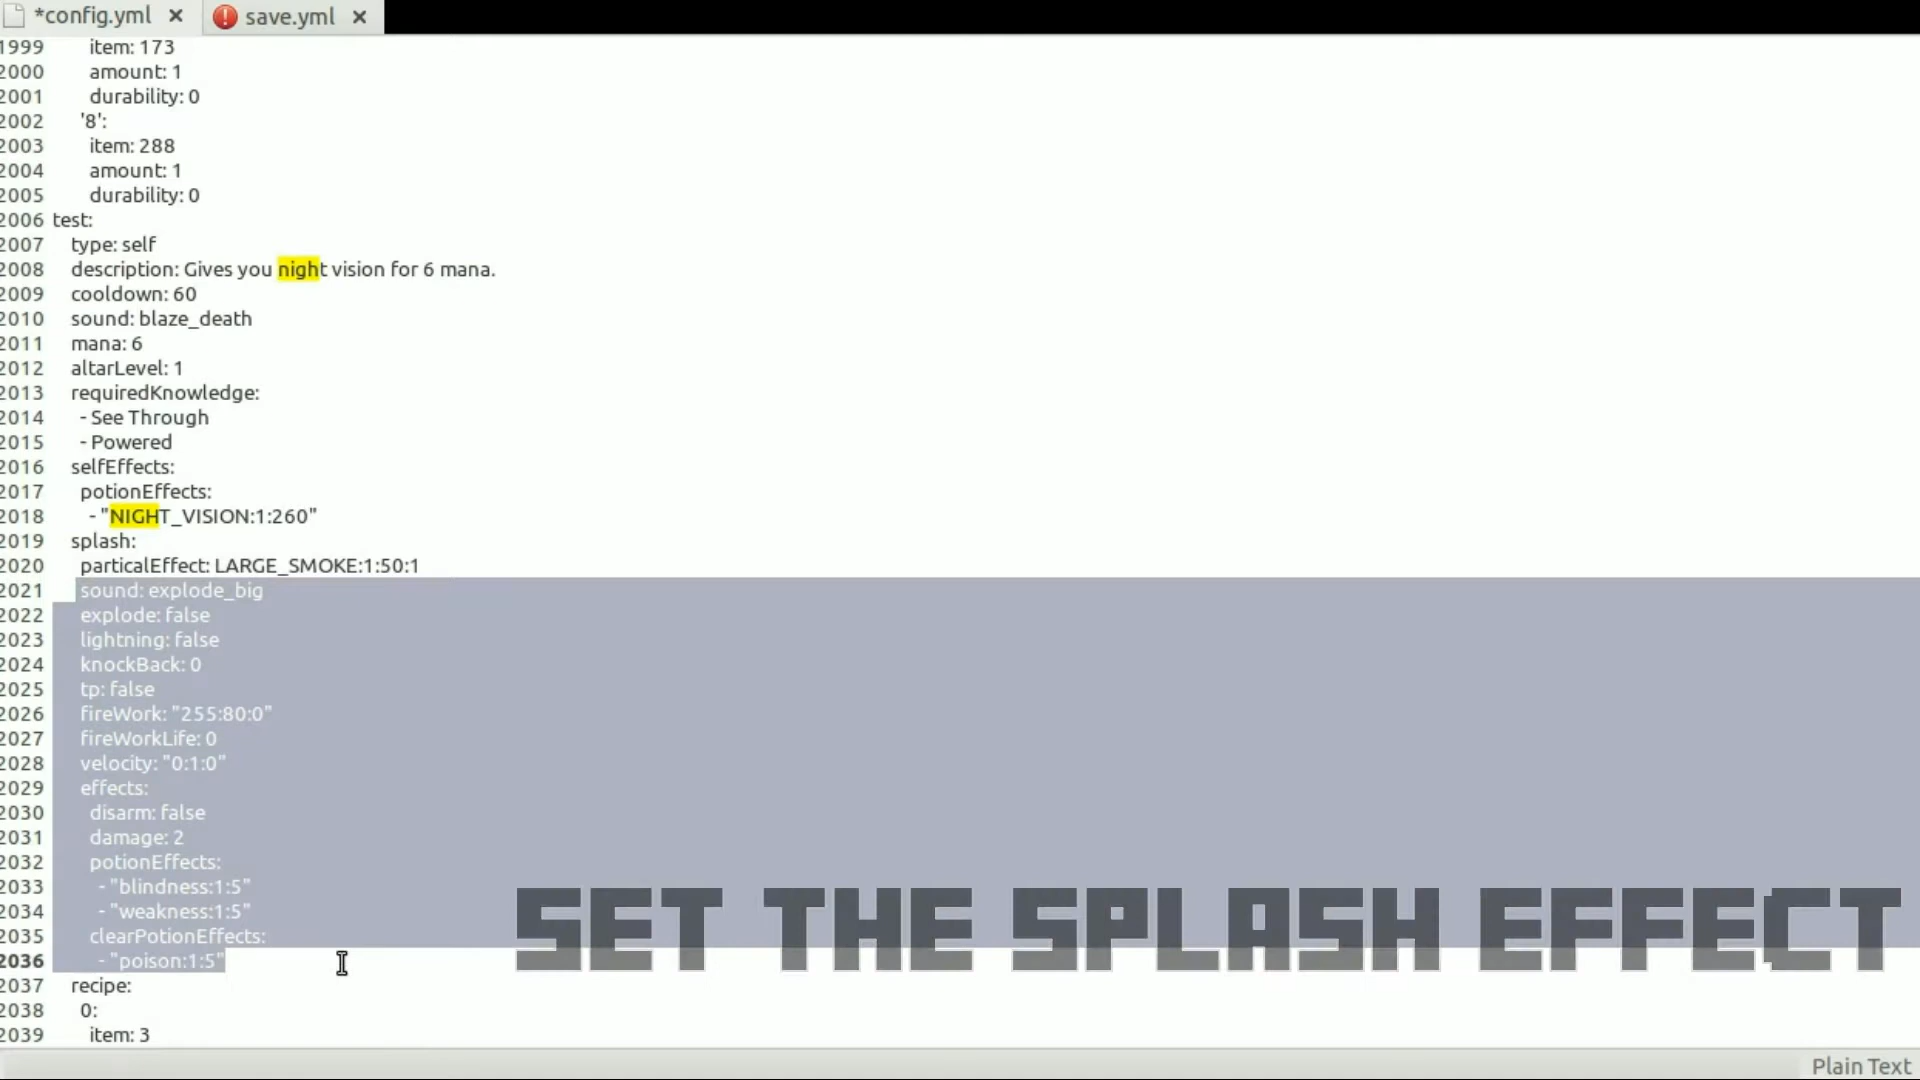 *config.yml × save.yml ×
1999 item: 173
2000 amount: 1
2001 durability: 0
2002 '8':
2003 item: 288
2004 amount: 1
2005 durability: 0
2006 test:
2007 type: self
2008 description: Gives you night vision for 6 mana.
2009 cooldown: 60
2010 sound: blaze_death
2011 mana: 6
2012 altarLevel: 1
2013 requiredKnowledge:
2014 - See Through
2015 - Powered
2016 selfEffects:
2017 potionEffects:
2018 - "NIGHT_VISION:1:260"
2019 splash:
2020 particalEffect: LARGE_SMOKE:1:50:1
2021 sound: explode_big
2022 explode: false
2023 lightning: false
2024 knockBack: 0
2025 tp: false
2026 fireWork: "255:80:0"
2027 fireWorkLife: 0
2028 velocity: "0:1:0"
2029 effects:
2030 disarm: false
2031 damage: 2
2032 potionEffects:
2033 - "blindness:1:5"
2034 - "weakness:1:5"
2035 clearPotionEffects:
2036 - "poison:1:5"
SET THE SPLASH EFFECT
2037 recipe:
2038 0:
2039 item: 3
Plain Text